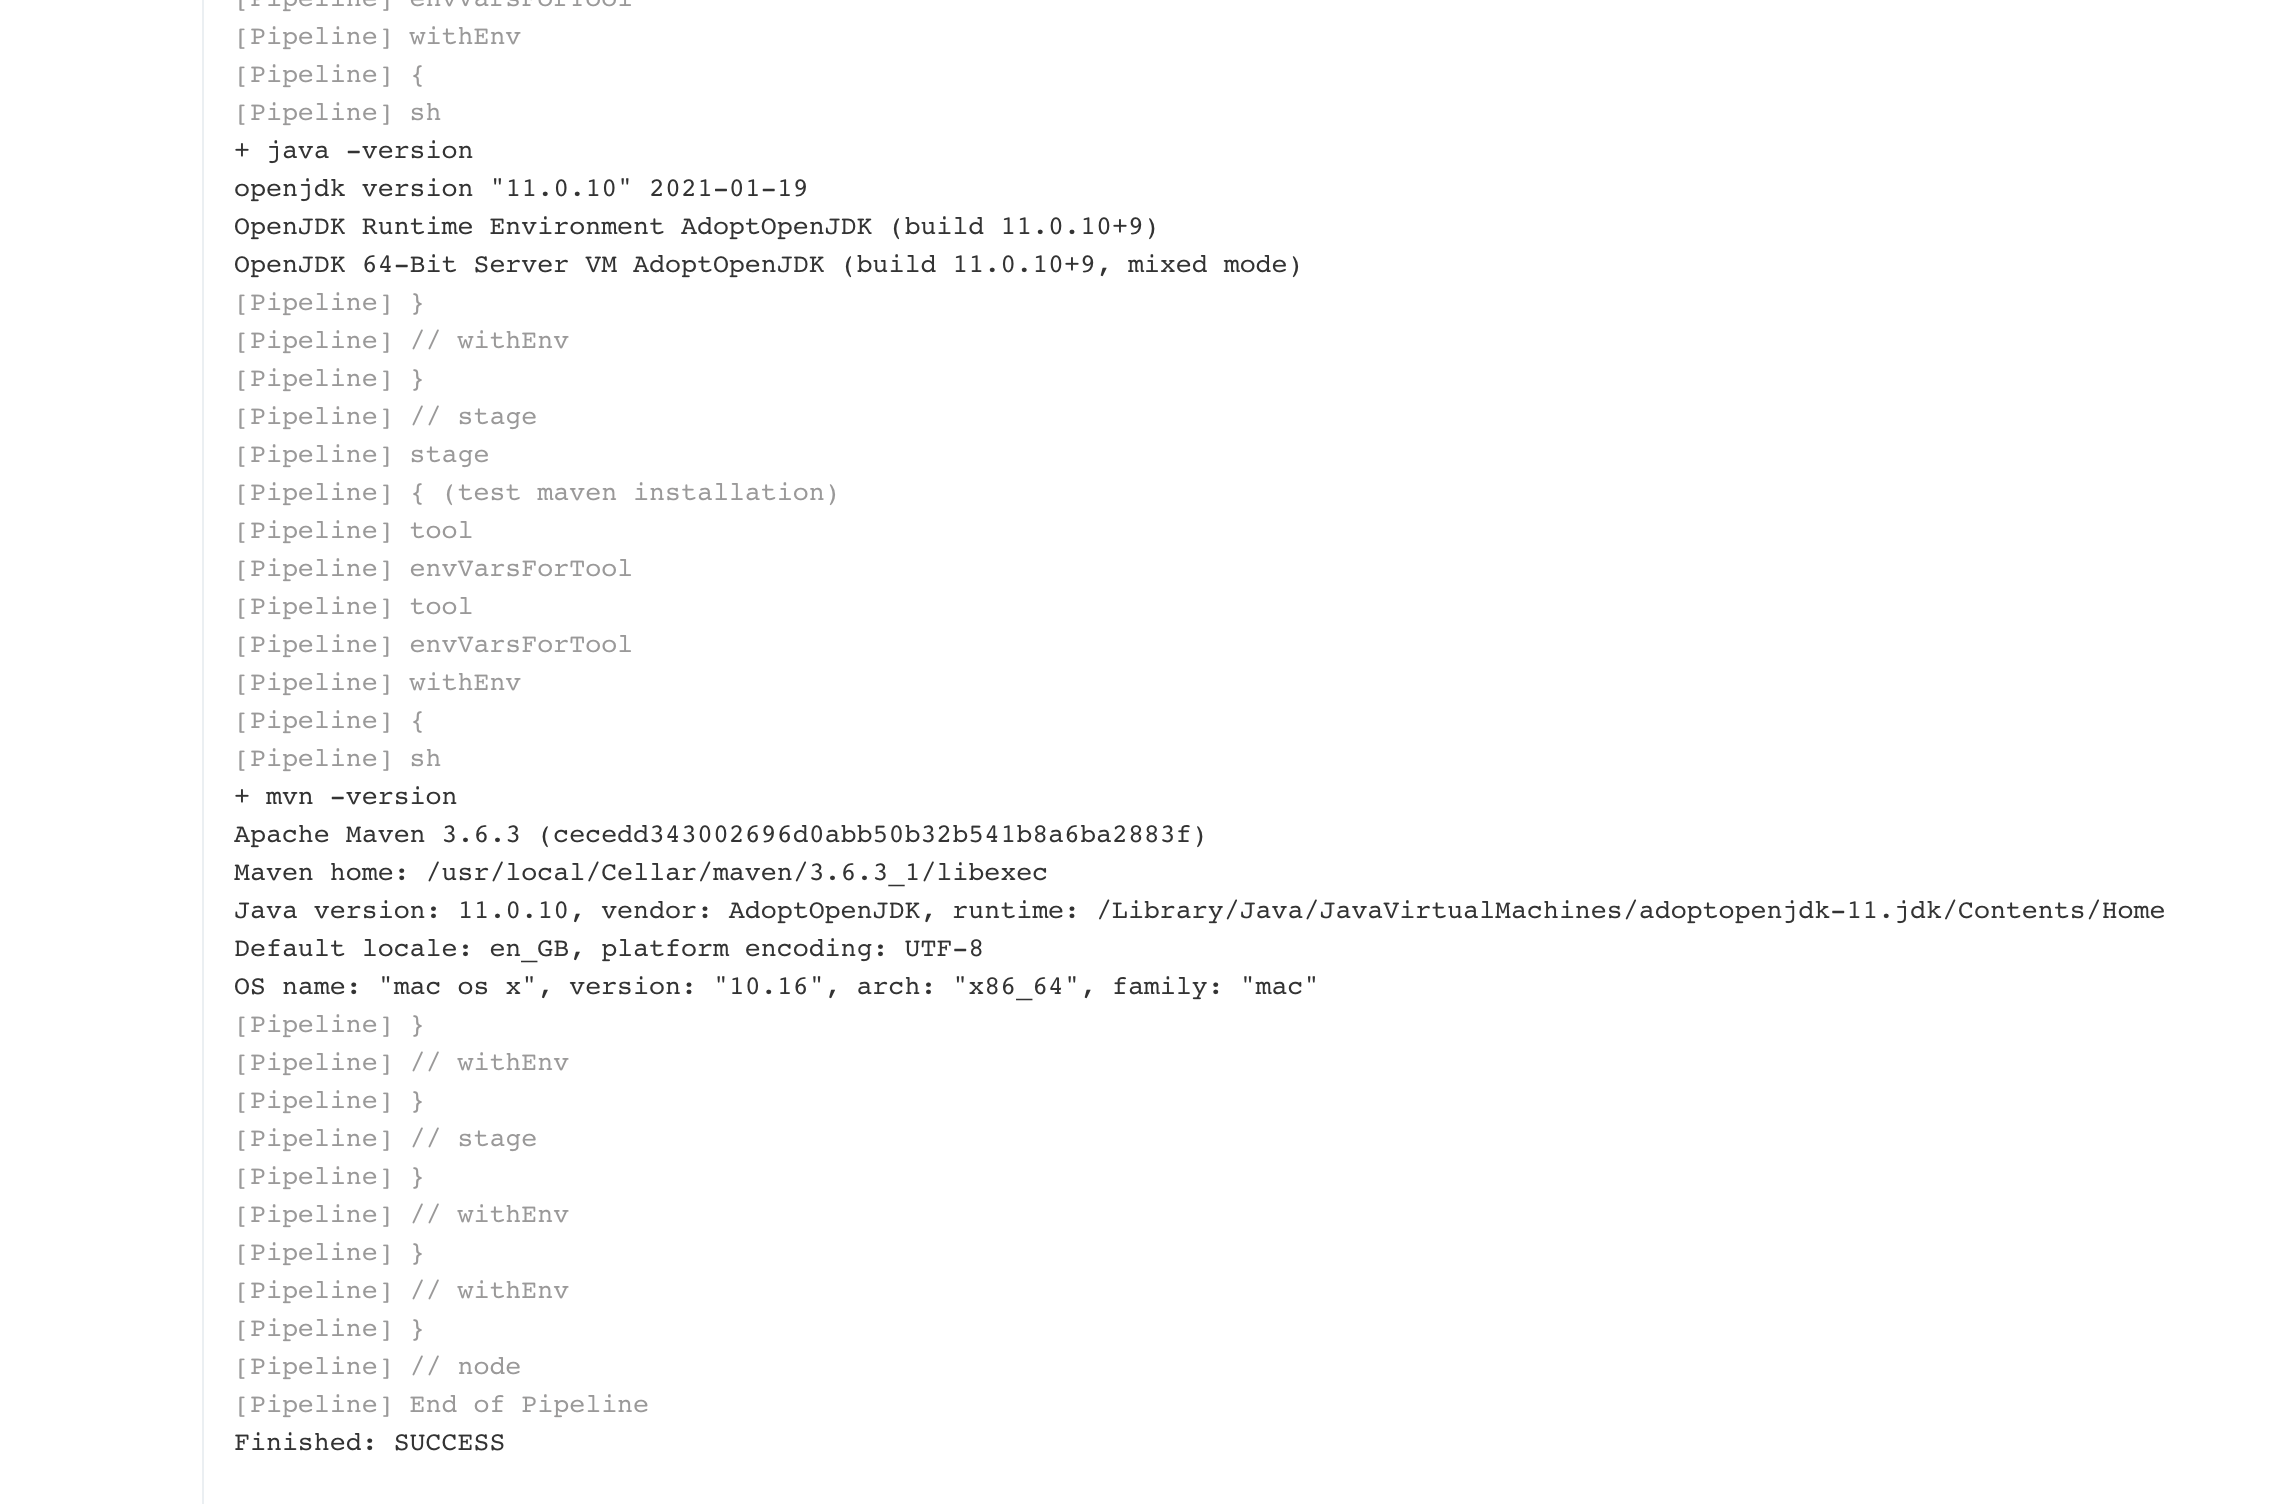 [Pipeline] envVarsForTool
[Pipeline] withEnv
[Pipeline] {
[Pipeline] sh
+ java -version
openjdk version "11.0.10" 2021-01-19
OpenJDK Runtime Environment AdoptOpenJDK (build 11.0.10+9)
OpenJDK 64-Bit Server VM AdoptOpenJDK (build 11.0.10+9, mixed mode)
[Pipeline] }
[Pipeline] // withEnv
[Pipeline] }
[Pipeline] // stage
[Pipeline] stage
[Pipeline] { (test maven installation)
[Pipeline] tool
[Pipeline] envVarsForTool
[Pipeline] tool
[Pipeline] envVarsForTool
[Pipeline] withEnv
[Pipeline] {
[Pipeline] sh
+ mvn -version
Apache Maven 3.6.3 (cecedd343002696d0abb50b32b541b8a6ba2883f)
Maven home: /usr/local/Cellar/maven/3.6.3_1/libexec
Java version: 11.0.10, vendor: AdoptOpenJDK, runtime: /Library/Java/JavaVirtualMachines/adoptopenjdk-11.jdk/Contents/Home
Default locale: en_GB, platform encoding: UTF-8
OS name: "mac os x", version: "10.16", arch: "x86_64", family: "mac"
[Pipeline] }
[Pipeline] // withEnv
[Pipeline] }
[Pipeline] // stage
[Pipeline] }
[Pipeline] // withEnv
[Pipeline] }
[Pipeline] // withEnv
[Pipeline] }
[Pipeline] // node
[Pipeline] End of Pipeline
Finished: SUCCESS